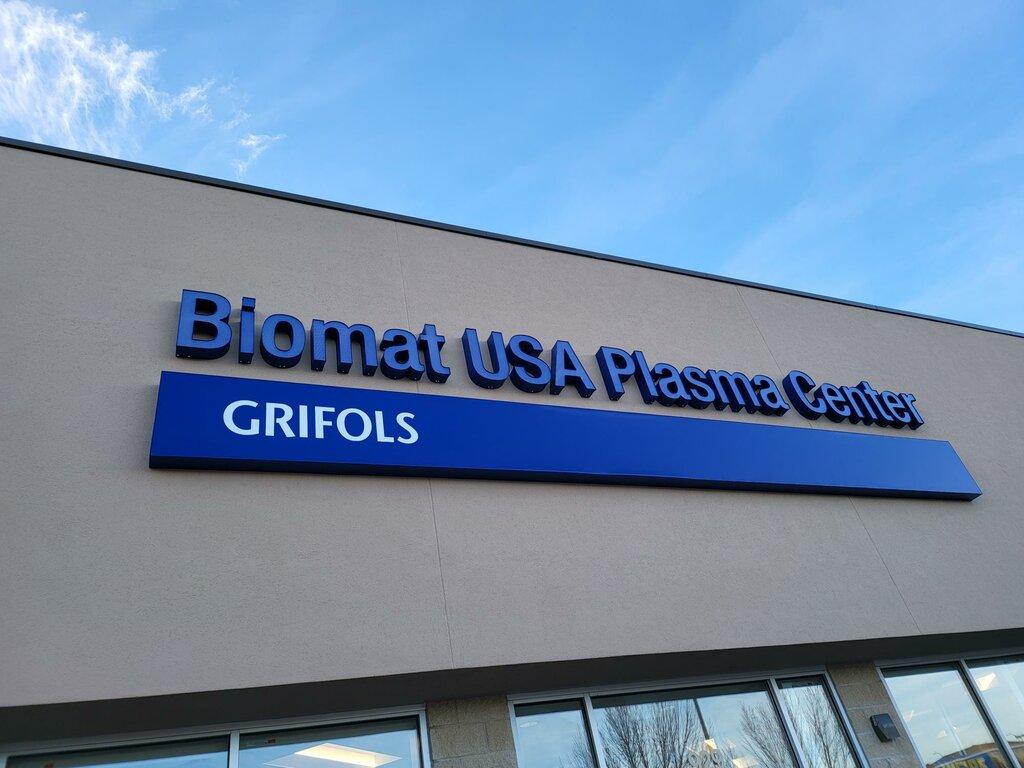 Biomat USA Plasma Center
GRIFOLS